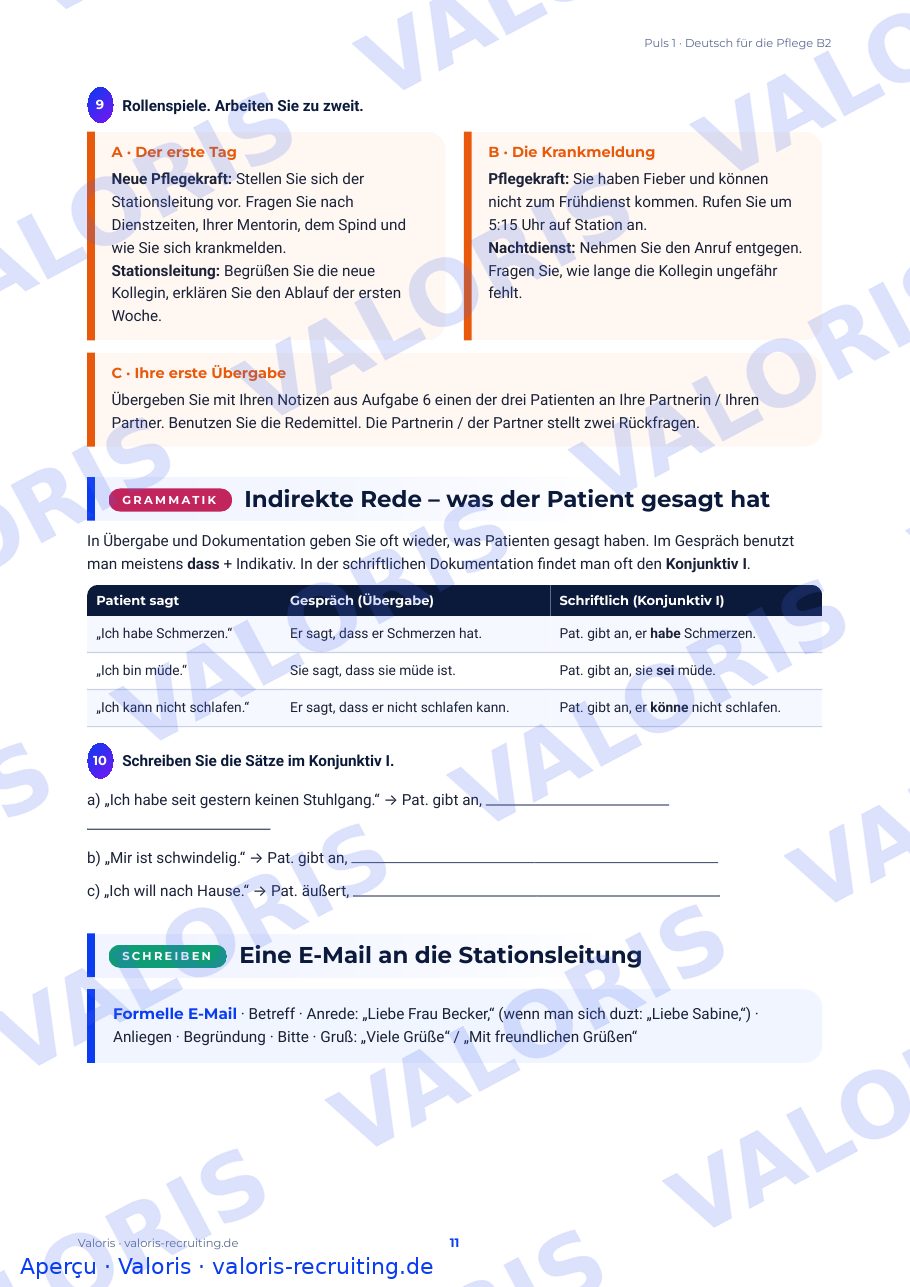 Puls 1 · Deutsch für die Pflege B2
9 Rollenspiele. Arbeiten Sie zu zweit.
A · Der erste Tag
Neue Pflegekraft: Stellen Sie sich der
Stationsleitung vor. Fragen Sie nach
Dienstzeiten, Ihrer Mentorin, dem Spind und
wie Sie sich krankmelden.
Stationsleitung: Begrüßen Sie die neue
Kollegin, erklären Sie den Ablauf der ersten
Woche.
B · Die Krankmeldung
Pflegekraft: Sie haben Fieber und können
nicht zum Frühdienst kommen. Rufen Sie um
5:15 Uhr auf Station an.
Nachtdienst: Nehmen Sie den Anruf entgegen.
Fragen Sie, wie lange die Kollegin ungefähr
fehlt.
C · Ihre erste Übergabe
Übergeben Sie mit Ihren Notizen aus Aufgabe 6 einen der drei Patienten an Ihre Partnerin / Ihren
Partner. Benutzen Sie die Redemittel. Die Partnerin / der Partner stellt zwei Rückfragen.
GRAMMATIK Indirekte Rede – was der Patient gesagt hat
In Übergabe und Dokumentation geben Sie oft wieder, was Patienten gesagt haben. Im Gespräch benutzt
man meistens dass + Indikativ. In der schriftlichen Dokumentation findet man oft den Konjunktiv I.
Patient sagt Gespräch (Übergabe) Schriftlich (Konjunktiv I)
„Ich habe Schmerzen.“ Er sagt, dass er Schmerzen hat. Pat. gibt an, er habe Schmerzen.
„Ich bin müde.“ Sie sagt, dass sie müde ist. Pat. gibt an, sie sei müde.
„Ich kann nicht schlafen.“ Er sagt, dass er nicht schlafen kann. Pat. gibt an, er könne nicht schlafen.
10 Schreiben Sie die Sätze im Konjunktiv I.
a) „Ich habe seit gestern keinen Stuhlgang.“ → Pat. gibt an, ______________________
______________________
b) „Mir ist schwindelig.“ → Pat. gibt an, ____________________________________________
c) „Ich will nach Hause.“ → Pat. äußert, ____________________________________________
SCHREIBEN Eine E-Mail an die Stationsleitung
Formelle E-Mail · Betreff · Anrede: „Liebe Frau Becker,“ (wenn man sich duzt: „Liebe Sabine,“) ·
Anliegen · Begründung · Bitte · Gruß: „Viele Grüße“ / „Mit freundlichen Grüßen“
Valoris · valoris-recruiting.de 11
Aperçu · Valoris · valoris-recruiting.de
VALORIS